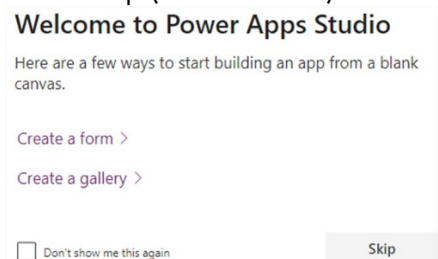 Welcome to Power Apps Studio
Here are a few ways to start building an app from a blank
canvas.
Create a form >
Create a gallery >
Don't show me this again
Skip